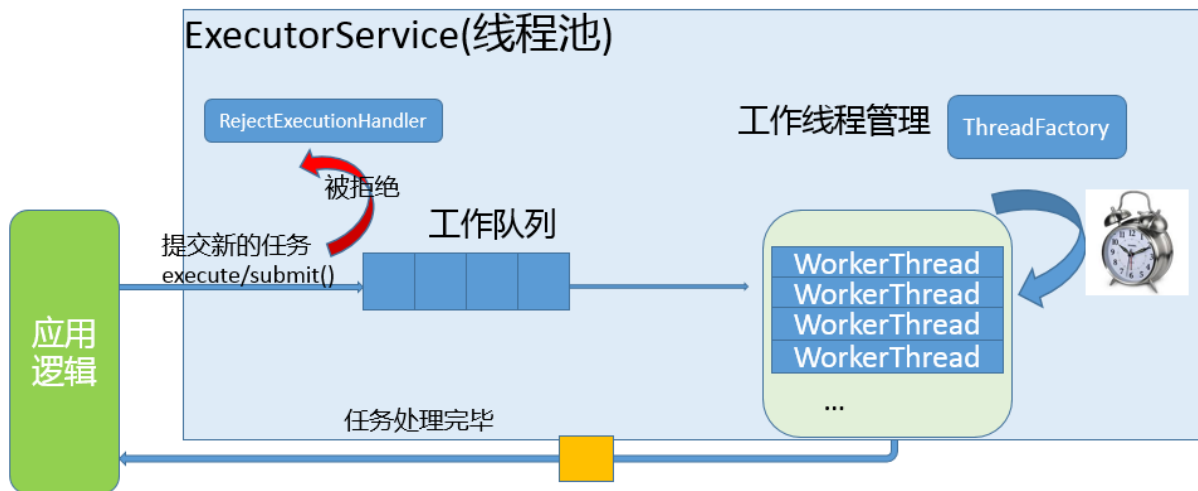 ExecutorService(线程池)
RejectExecutionHandler
工作线程管理
ThreadFactory
被拒绝
工作队列
提交新的任务
execute/submit()
WorkerThread
WorkerThread
WorkerThread
WorkerThread
...
应用
逻辑
任务处理完毕